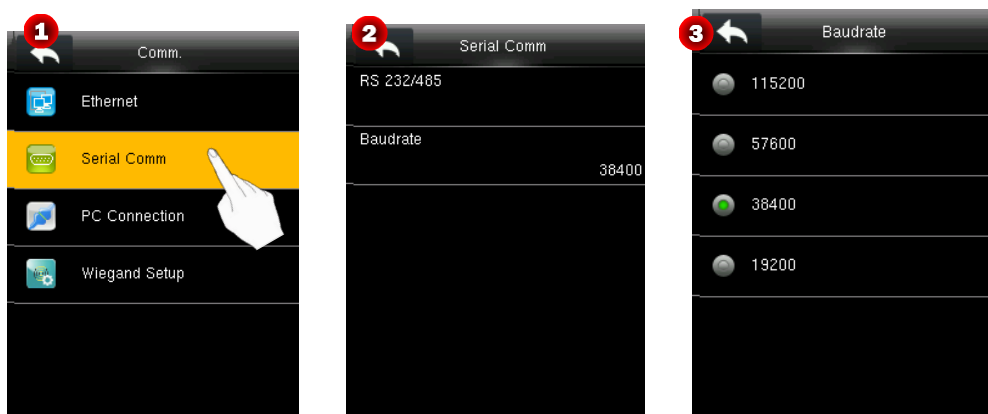 1
Comm.
Ethernet
Serial Comm
PC Connection
Wiegand Setup
2
Serial Comm
RS 232/485
Baudrate
38400
3
Baudrate
115200
57600
38400
19200